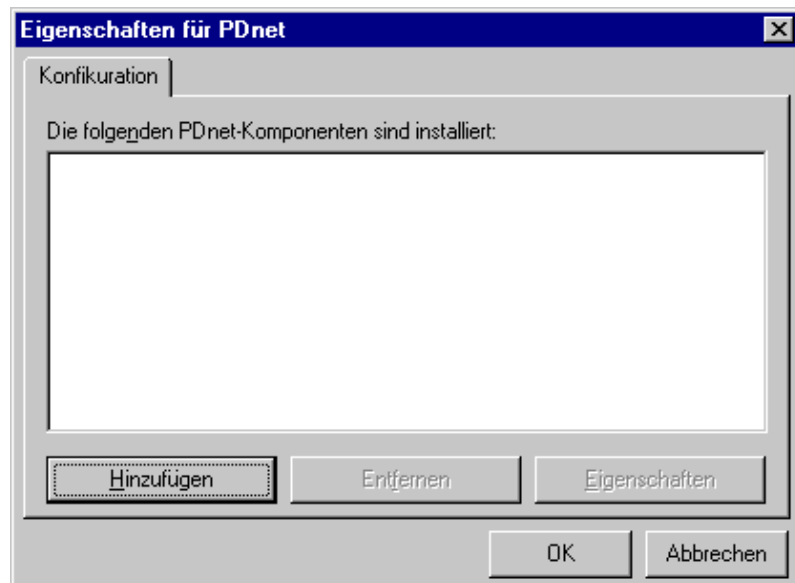 Eigenschaften für PDnet
Konfikuration
Die folgenden PDnet-Komponenten sind installiert:
Hinzufügen Entfernen Eigenschaften
OK Abbrechen